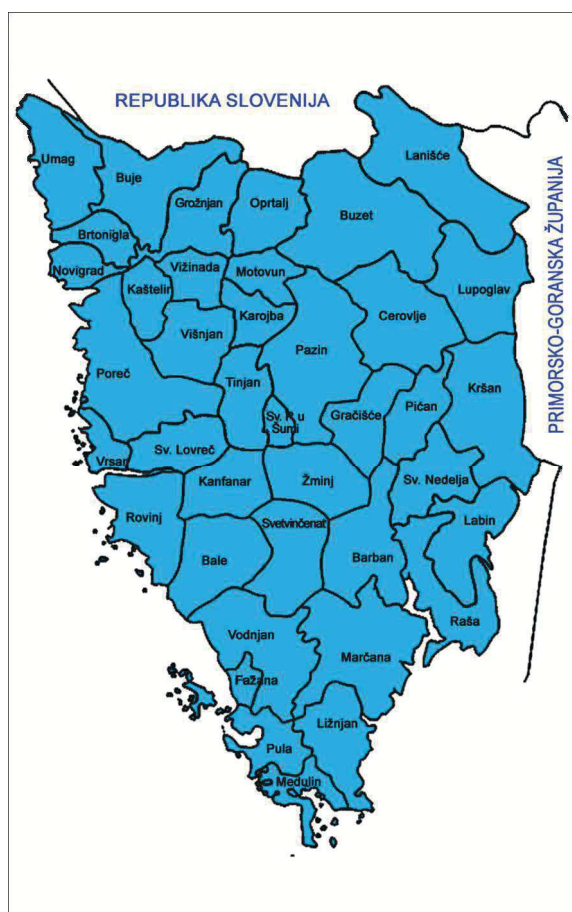 REPUBLIKA SLOVENIJA
Lanišće
Umag
Buje
Grožnjan
Oprtalj
Buzet
Brtonigla
Novigrad
Vižinada
Motovun
Kaštelir
Lupoglav
Karojba
Cerovlje
Višnjan
Pazin
Poreč
Tinjan
Kršan
PRIMORSKO-GORANSKA ŽUPANIJA
Sv. P. u
Šumi
Gračišće
Pićan
Vrsar
Sv. Lovreč
Kanfanar
Žminj
Sv. Nedelja
Rovinj
Svetvinčenat
Labin
Bale
Barban
Raša
Vodnjan
Marčana
Fažana
Ližnjan
Pula
Medulin